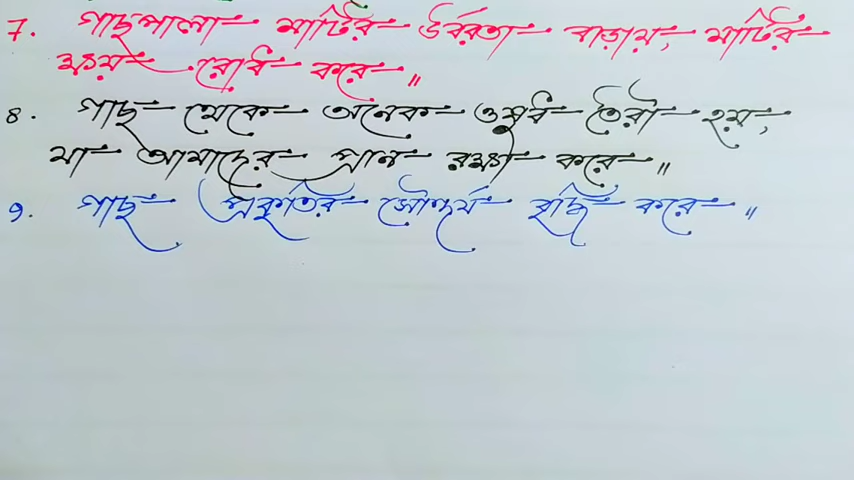 7. গাছপালা মাটির উর্বরতা বাড়ায়, মাটির
ক্ষয় রোধ করে॥
8. গাছ থেকে অনেক ওষুধ তৈরী হয়,
যা আমাদের প্রান রক্ষা করে॥
9. গাছ প্রকৃতির সৌন্দর্য বৃদ্ধি করে॥